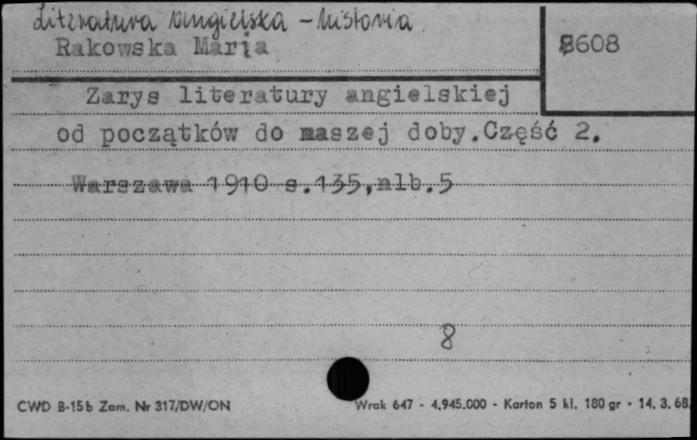 Literatura angielska - historia
Rakowska Marja
8608
Zarys literatury angielskiej
od początków do naszej doby.Część 2.
Warszawa 1910 s.135,nlb.5
8
CWD B-15b Zam. Nr 317/DW/ON
Wrak 647 - 4.945.000 - Karton 5 kl. 180 gr - 14.3.68.